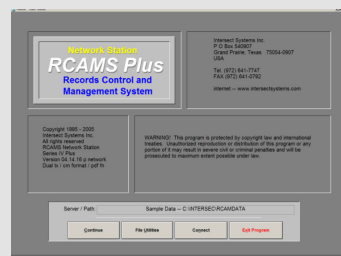 Network Station
RCAMS Plus
Records Control and
Management System
Intersect Systems Inc.
P O Box 540907
Grand Prairie, Texas 75054-0907
USA
Tel. (972) 641-7747
FAX (972) 641-0792
Internet -- www.intersectsystems.com
Copyright 1985 - 2005
Intersect Systems Inc.
All rights reserved
RCAMS Network Station
Series IV Plus
Version 04.14.16 p network
Dual tx / cm format / pdf fn
WARNING! This program is protected by copyright law and international
treaties. Unauthorized reproduction or distribution of this program or any
portion of it may result in severe civil or criminal penalties and will be
prosecuted to maximum extent possible under law.
Server / Path: Sample Data -- C:\INTERSEC\RCAMDATA
Continue File Utilities Connect Exit Program